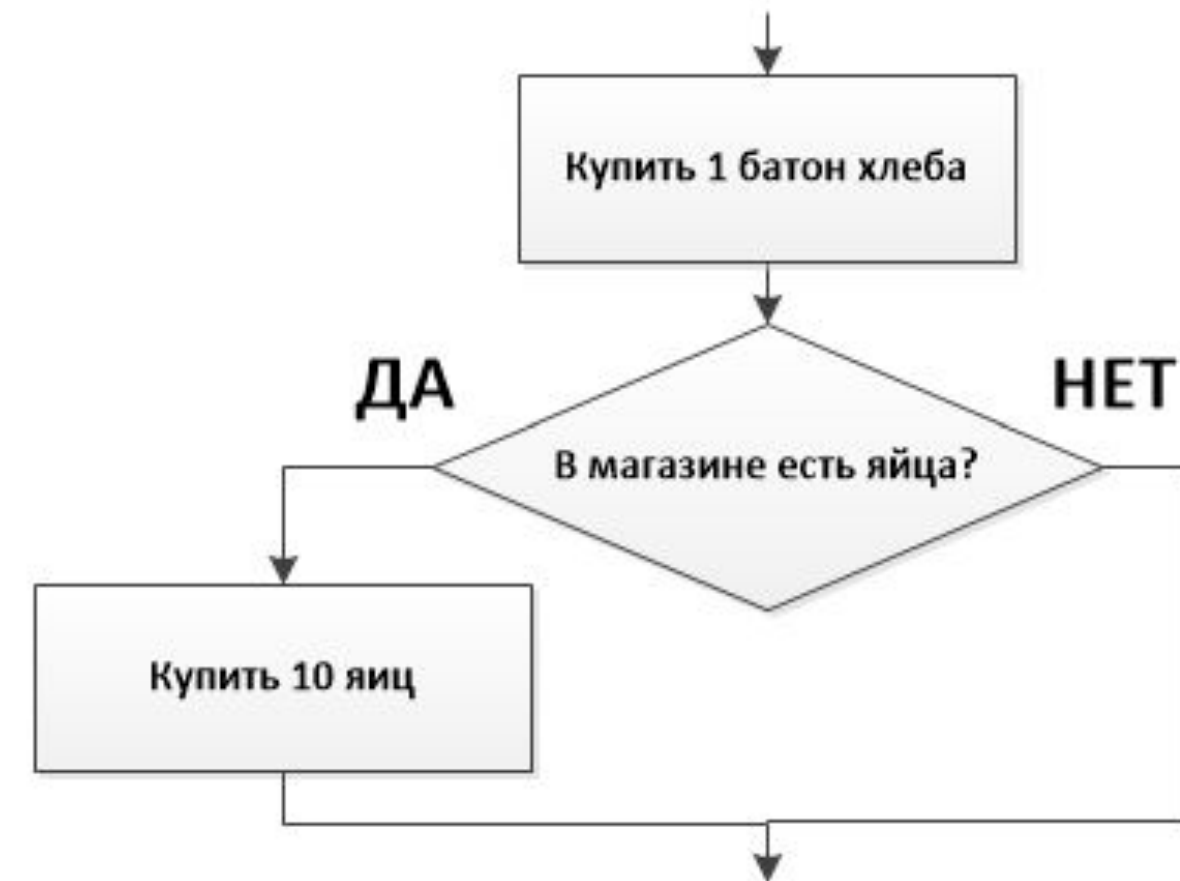 Купить 1 батон хлеба
ДА
НЕТ
В магазине есть яйца?
Купить 10 яиц